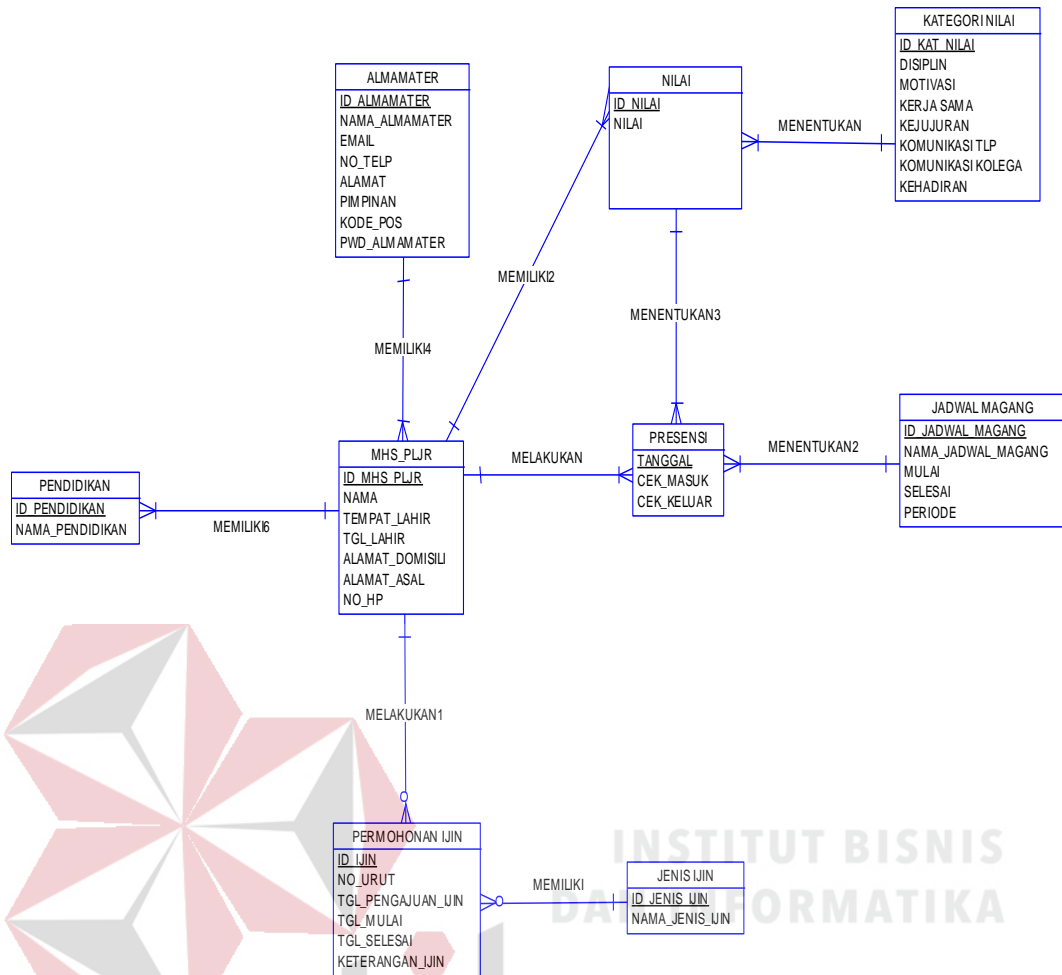 KATEGORI NILAI
ID_KAT_NILAI
DISIPLIN
MOTIVASI
KERJA SAMA
KEJUJURAN
KOMUNIKASI TLP
KOMUNIKASI KOLEGA
KEHADIRAN
ALMAMATER
ID_ALMAMATER
NAMA_ALMAMATER
EMAIL
NO_TELP
ALAMAT
PIMPINAN
KODE_POS
PWD_ALMAMATER
NILAI
ID_NILAI
NILAI
MENENTUKAN
MEMILIKI2
MENENTUKAN3
MEMILIKI4
JADWAL MAGANG
ID_JADWAL_MAGANG
NAMA_JADWAL_MAGANG
MULAI
SELESAI
PERIODE
PRESENSI
TANGGAL
CEK_MASUK
CEK_KELUAR
MENENTUKAN2
MELAKUKAN
MHS_PLJR
ID_MHS_PLJR
NAMA
TEMPAT_LAHIR
TGL_LAHIR
ALAMAT_DOMISILI
ALAMAT_ASAL
NO_HP
PENDIDIKAN
ID_PENDIDIKAN
NAMA_PENDIDIKAN
MEMILIKI6
MELAKUKAN1
PERMOHONAN IJIN
ID_IJIN
NO_URUT
TGL_PENGAJUAN_IJIN
TGL_MULAI
TGL_SELESAI
KETERANGAN_IJIN
MEMILIKI
JENIS IJIN
ID_JENIS_IJIN
NAMA_JENIS_IJIN
INSTITUT BISNIS
DAN INFORMATIKA